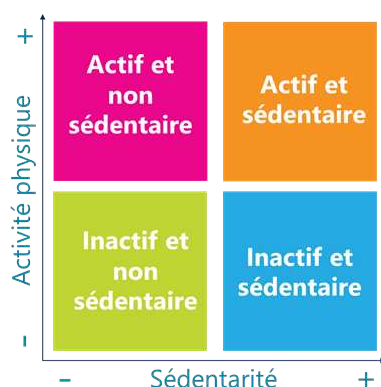 +
Activité physique
-
Actif et
non
sédentaire
Actif et
sédentaire
Inactif et
non
sédentaire
Inactif et
sédentaire
-
Sédentarité
+